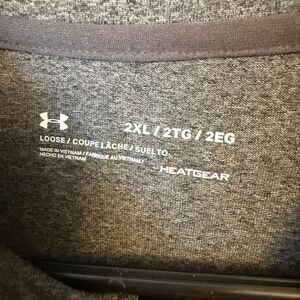 2XL / 2TG / 2EG
LOOSE / COUPE LÂCHE / SUELTO
MADE IN VIETNAM / FABRIQUÉ AU VIETNAM /
HECHO EN VIETNAM
HEATGEAR